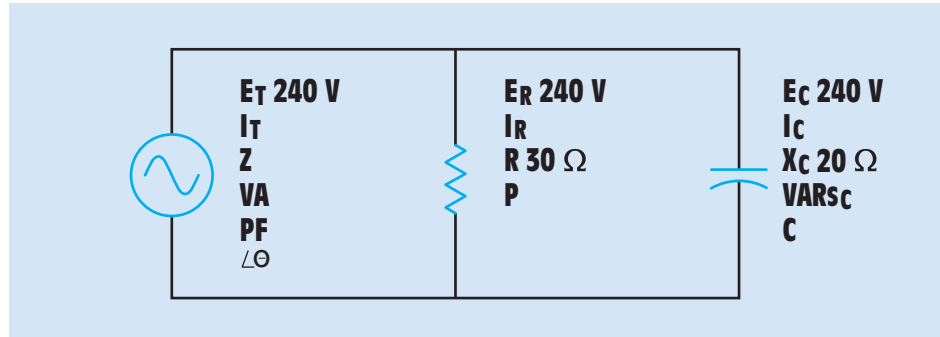 ET 240 V
IT
Z
VA
PF
∠Θ
ER 240 V
IR
R 30 Ω
P
EC 240 V
IC
XC 20 Ω
VARsC
C